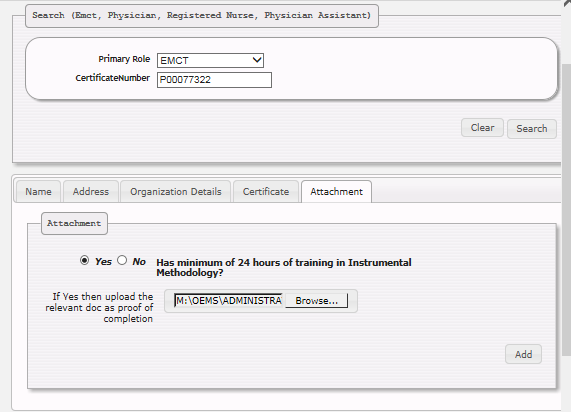 Search (Emct, Physician, Registered Nurse, Physician Assistant)
Primary Role EMCT
CertificateNumber P00077322
Clear Search
Name Address Organization Details Certificate Attachment
Attachment
Yes No Has minimum of 24 hours of training in Instrumental
Methodology?
If Yes then upload the
relevant doc as proof of
completion
M:\OEMS\ADMINISTRA Browse...
Add